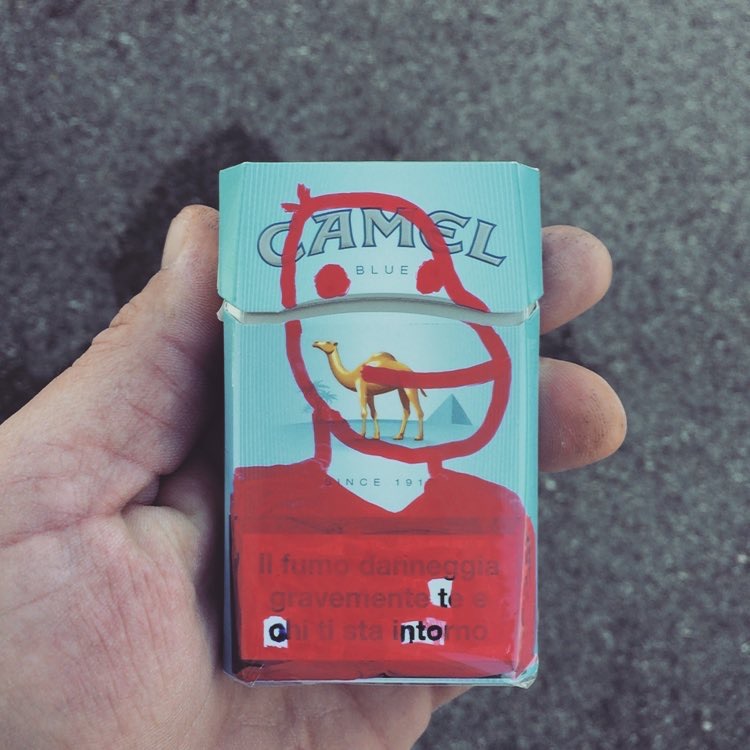 CAMEL
BLUE
SINCE 191
Il fumo danneggia
gravemente te e
chi ti sta intorno